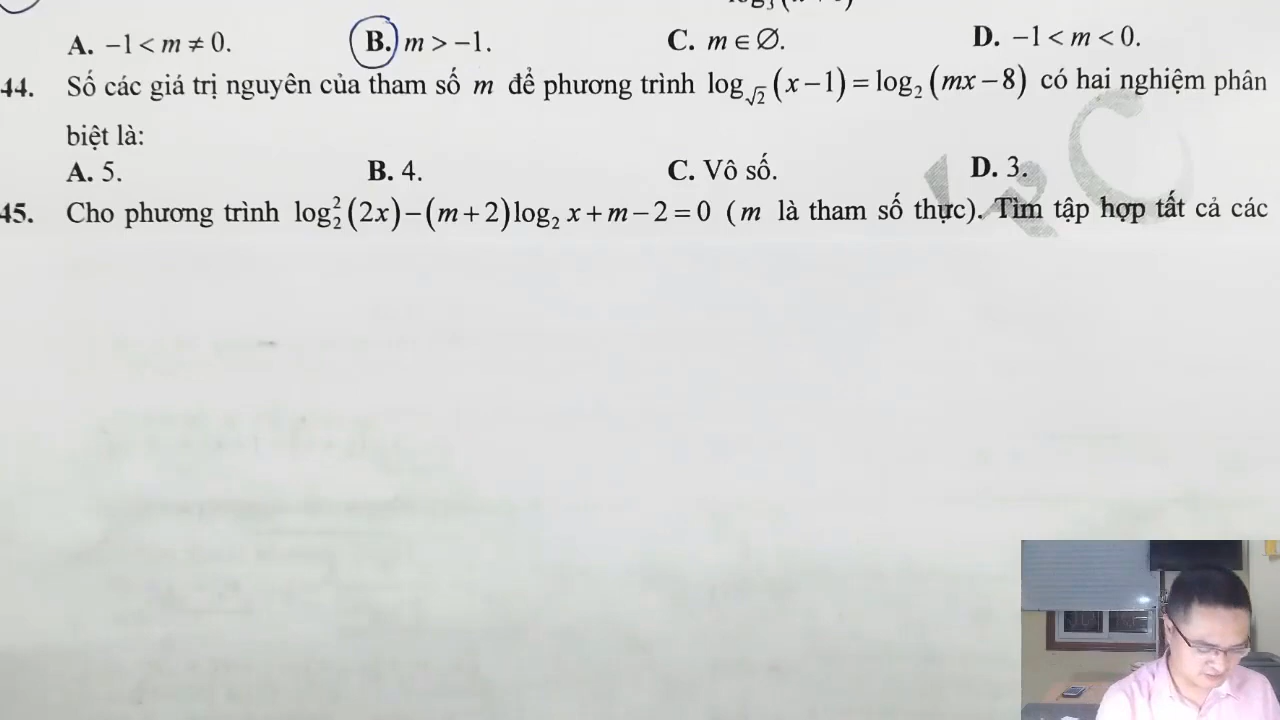 A. −1 < m ≠ 0. B. m > −1. C. m ∈ ∅. D. −1 < m < 0.
44. Số các giá trị nguyên của tham số m để phương trình log_{√2}(x−1) = log_2(mx−8) có hai nghiệm phân
biệt là:
A. 5. B. 4. C. Vô số. D. 3.
45. Cho phương trình log_2^2(2x)−(m+2)log_2 x+m−2=0 (m là tham số thực). Tìm tập hợp tất cả các